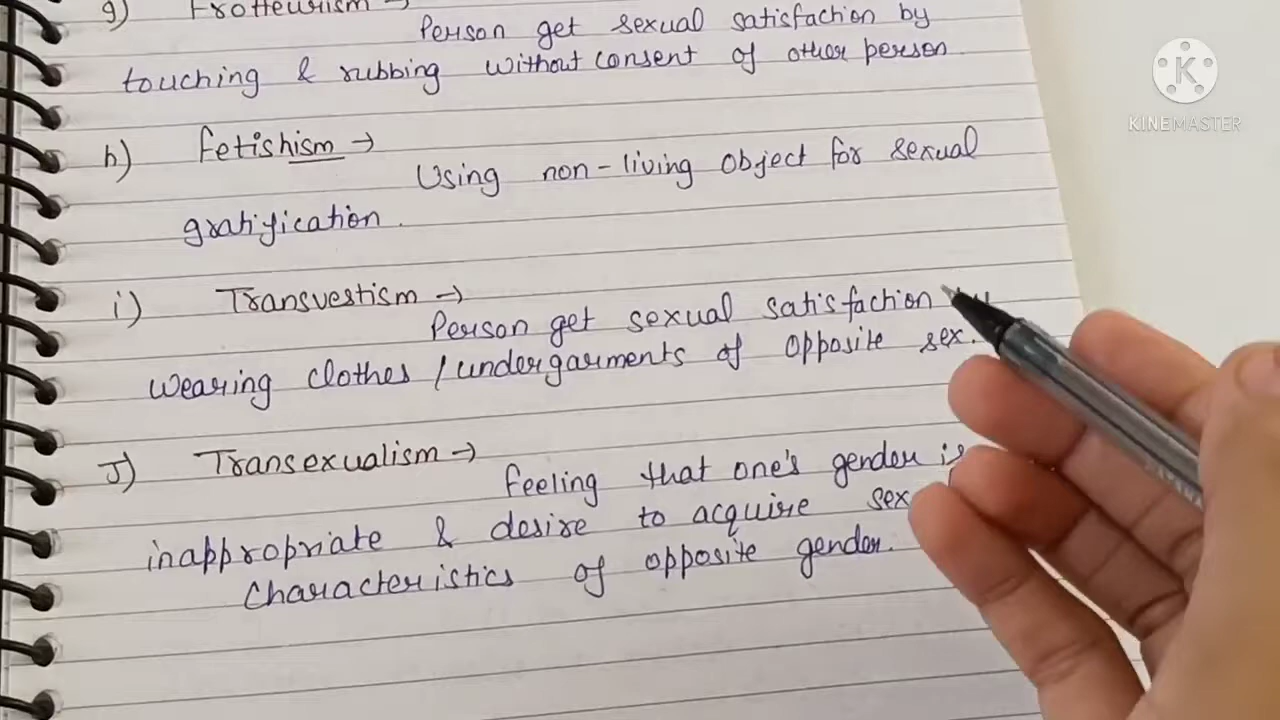 g) Frotteurism →
Person get sexual satisfaction by
touching & rubbing without consent of other person
h) Fetishism →
Using non-living object for sexual
gratification.
i) Transvestism →
Person get sexual satisfaction
wearing clothes / undergarments of opposite sex.
J) Transexualism →
Feeling that one's gender is
inappropriate & desire to acquire sex
characteristics of opposite gender.
KINEMASTER